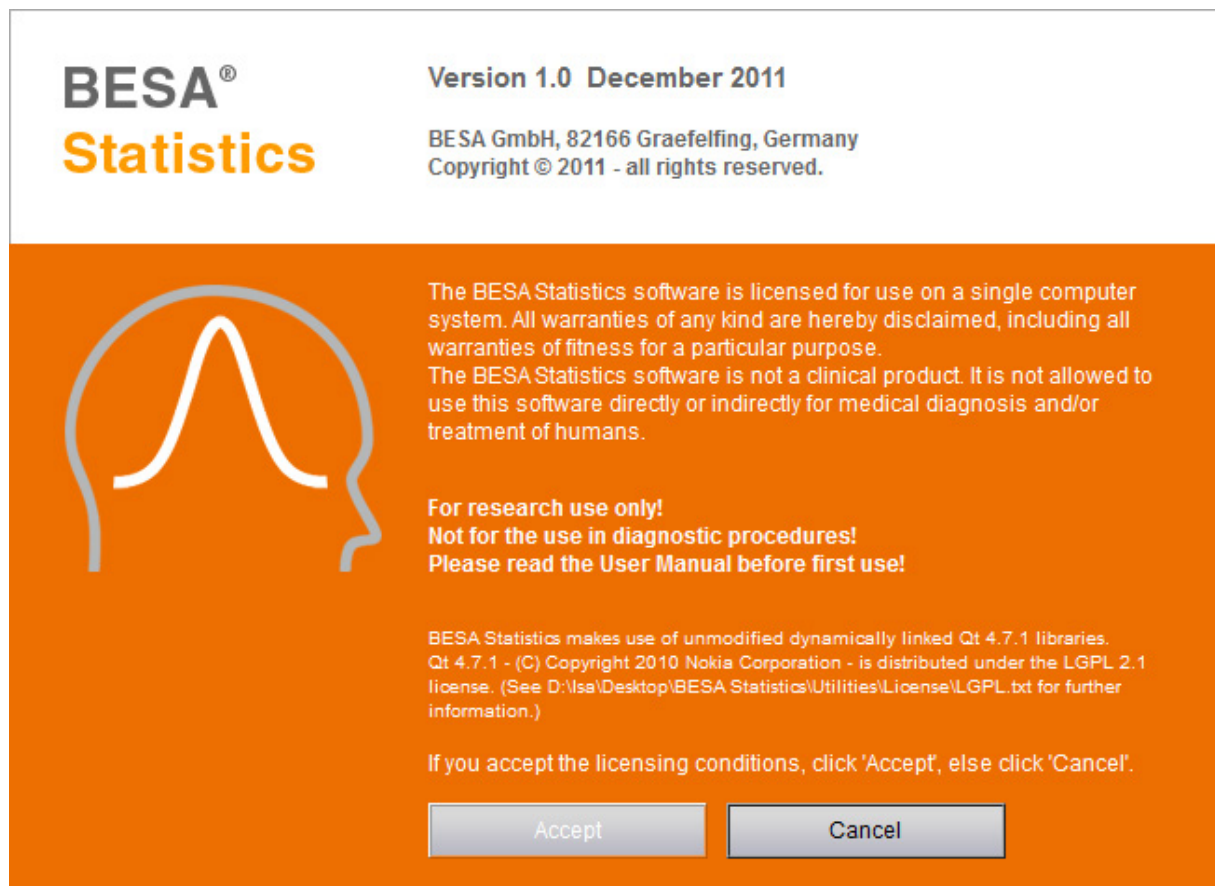 BESA®
Statistics
Version 1.0 December 2011
BESA GmbH, 82166 Graefelfing, Germany
Copyright © 2011 - all rights reserved.
The BESA Statistics software is licensed for use on a single computer
system. All warranties of any kind are hereby disclaimed, including all
warranties of fitness for a particular purpose.
The BESA Statistics software is not a clinical product. It is not allowed to
use this software directly or indirectly for medical diagnosis and/or
treatment of humans.
For research use only!
Not for the use in diagnostic procedures!
Please read the User Manual before first use!
BESA Statistics makes use of unmodified dynamically linked Qt 4.7.1 libraries.
Qt 4.7.1 - (C) Copyright 2010 Nokia Corporation - is distributed under the LGPL 2.1
license. (See D:\Isa\Desktop\BESA Statistics\Utilities\License\LGPL.txt for further
information.)
If you accept the licensing conditions, click 'Accept', else click 'Cancel'.
Accept
Cancel